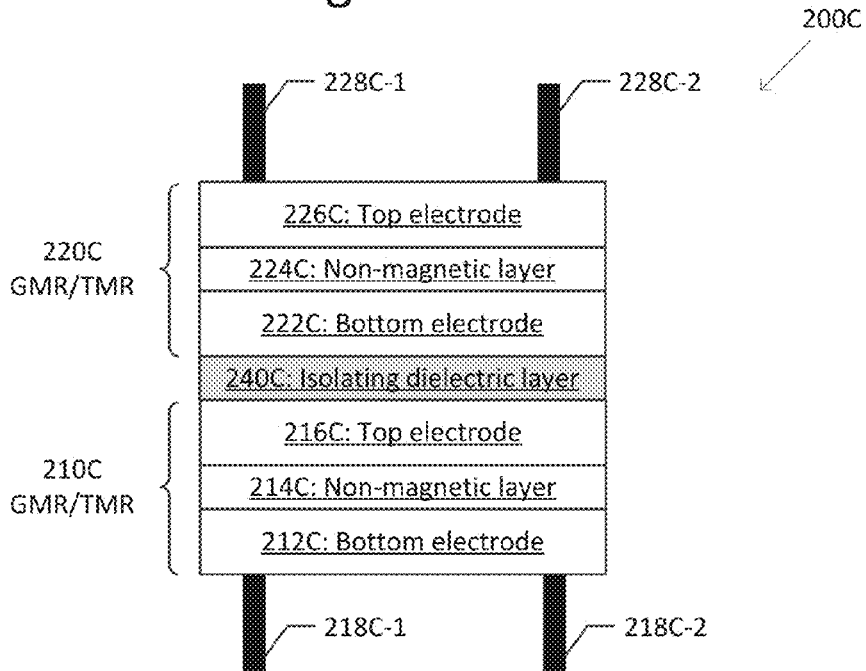 200C
228C-1
228C-2
226C: Top electrode
220C
GMR/TMR
224C: Non-magnetic layer
222C: Bottom electrode
240C: Isolating dielectric layer
216C: Top electrode
210C
GMR/TMR
214C: Non-magnetic layer
212C: Bottom electrode
218C-1
218C-2